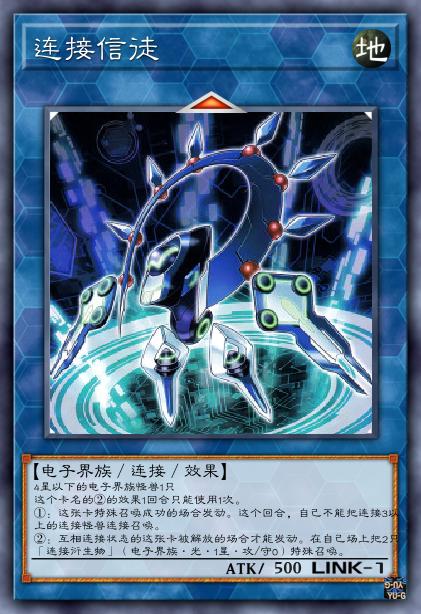 连接信徒
地
【电子界族／连接／效果】
4星以下的电子界族怪兽1只
这个卡名的②的效果1回合只能使用1次。
①：这张卡特殊召唤成功的场合发动。这个回合，自己不能把连接3以
上的连接怪兽连接召唤。
②：互相连接状态的这张卡被解放的场合才能发动。在自己场上把2只
「连接衍生物」（电子界族·光·1星·攻/守0）特殊召唤。
ATK/ 500 LINK-1